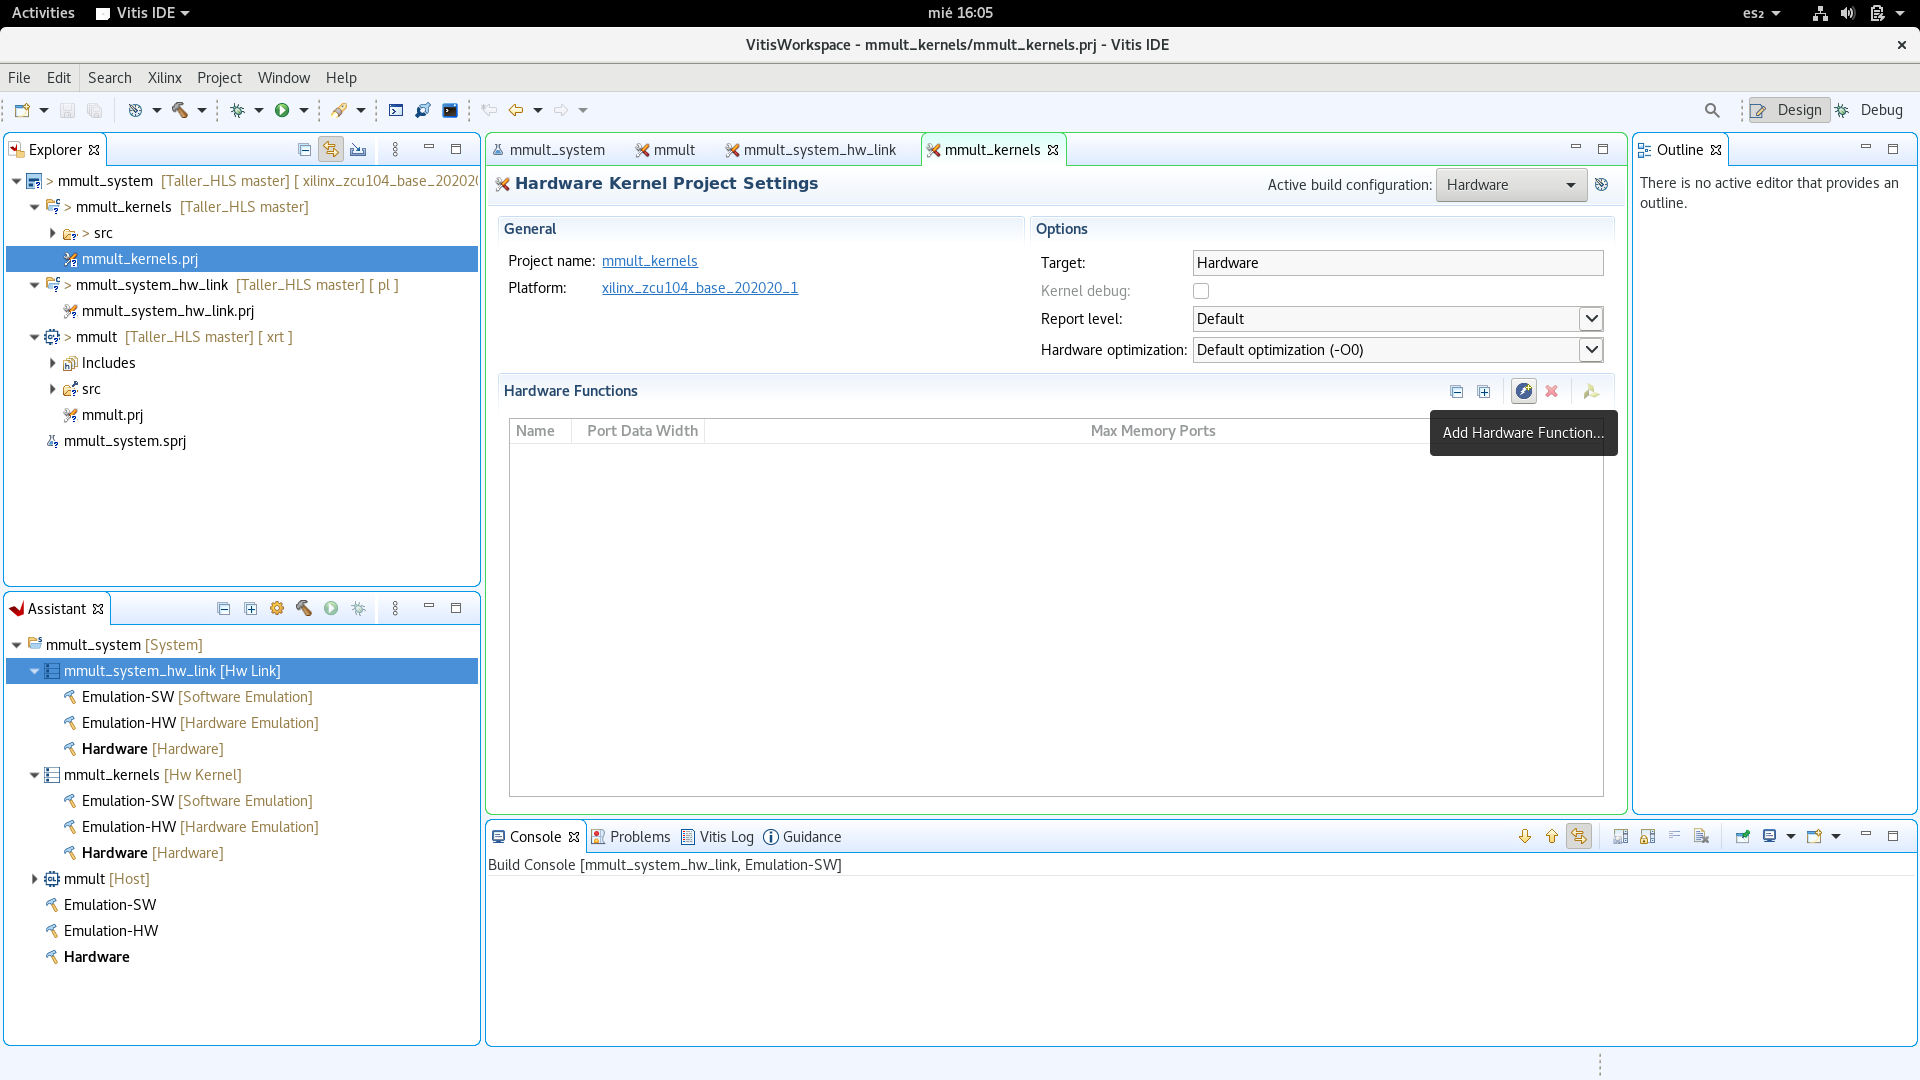 Activities Vitis IDE mié 16:05 es₂
VitisWorkspace - mmult_kernels/mmult_kernels.prj - Vitis IDE
File Edit Search Xilinx Project Window Help
Design Debug
Explorer
> mmult_system [Taller_HLS master] [ xilinx_zcu104_base_20202
> mmult_kernels [Taller_HLS master]
> src
mmult_kernels.prj
> mmult_system_hw_link [Taller_HLS master] [ pl ]
mmult_system_hw_link.prj
> mmult [Taller_HLS master] [ xrt ]
Includes
src
mmult.prj
mmult_system.sprj
Assistant
mmult_system [System]
mmult_system_hw_link [Hw Link]
Emulation-SW [Software Emulation]
Emulation-HW [Hardware Emulation]
Hardware [Hardware]
mmult_kernels [Hw Kernel]
Emulation-SW [Software Emulation]
Emulation-HW [Hardware Emulation]
Hardware [Hardware]
mmult [Host]
Emulation-SW
Emulation-HW
Hardware
mmult_system mmult mmult_system_hw_link mmult_kernels
Hardware Kernel Project Settings
Active build configuration: Hardware
General
Project name: mmult_kernels
Platform: xilinx_zcu104_base_202020_1
Options
Target: Hardware
Kernel debug:
Report level: Default
Hardware optimization: Default optimization (-O0)
Hardware Functions
Name Port Data Width Max Memory Ports
Add Hardware Function...
Console Problems Vitis Log Guidance
Build Console [mmult_system_hw_link, Emulation-SW]
Outline
There is no active editor that provides an
outline.